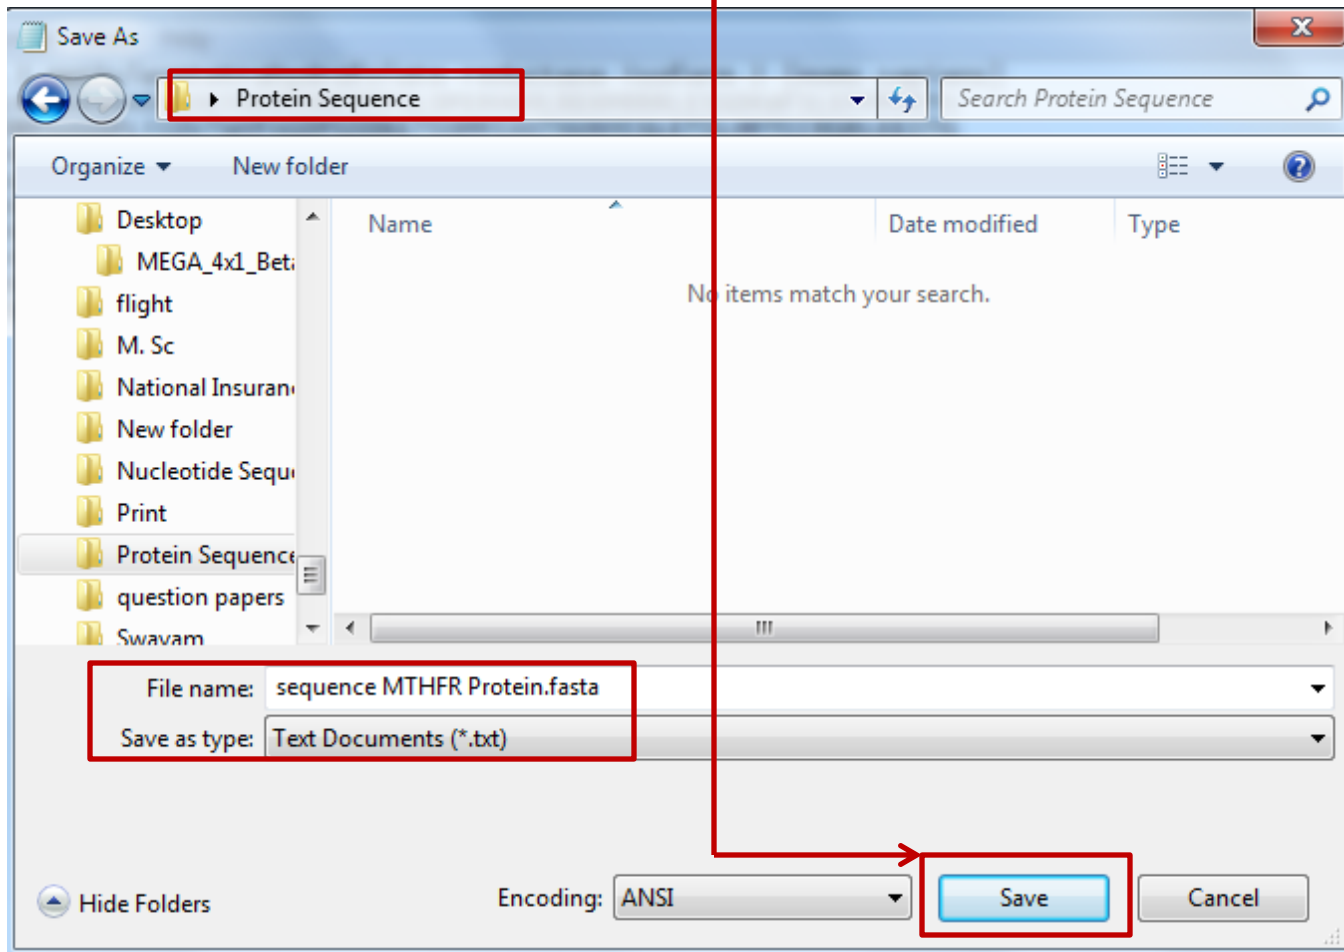 Save As
Protein Sequence
Search Protein Sequence
Organize
New folder
Name
Date modified
Type
Desktop
MEGA_4x1_Beta
flight
M. Sc
National Insuran
New folder
Nucleotide Sequ
Print
Protein Sequence
question papers
Swayam
No items match your search.
File name: sequence MTHFR Protein.fasta
Save as type: Text Documents (*.txt)
Hide Folders
Encoding: ANSI
Save
Cancel